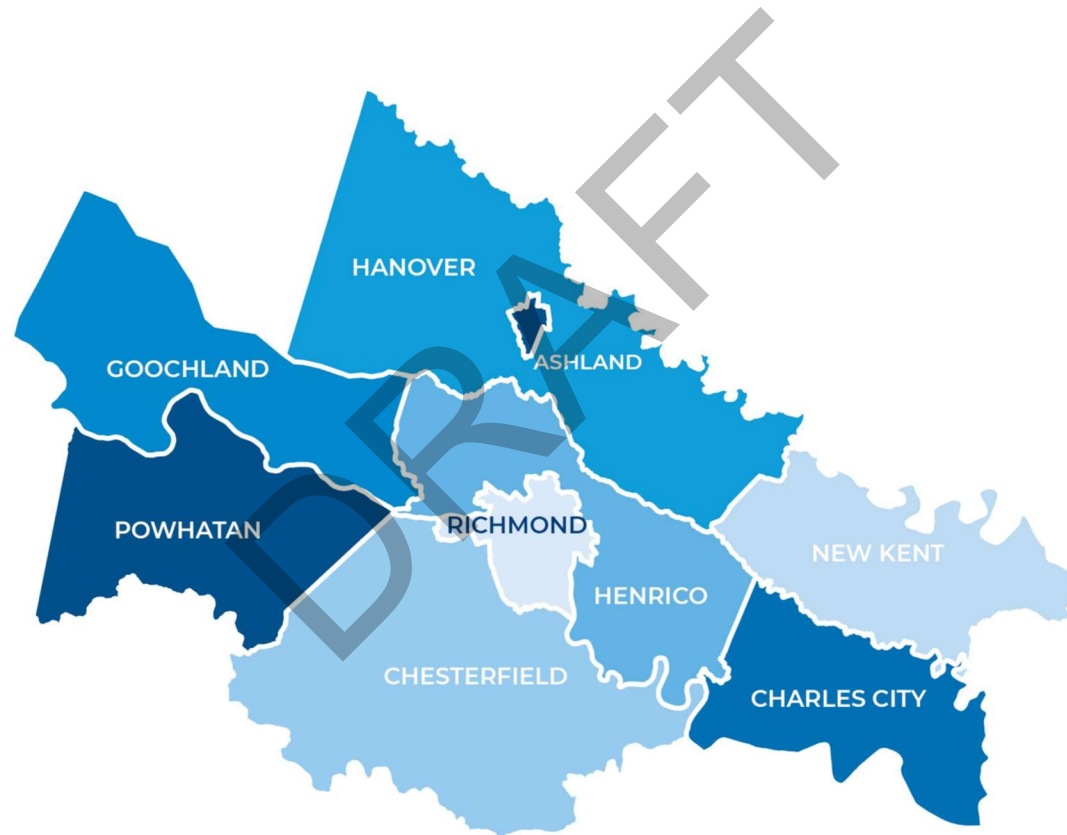 DRAFT
HANOVER
ASHLAND
GOOCHLAND
RICHMOND
POWHATAN
NEW KENT
HENRICO
CHESTERFIELD
CHARLES CITY